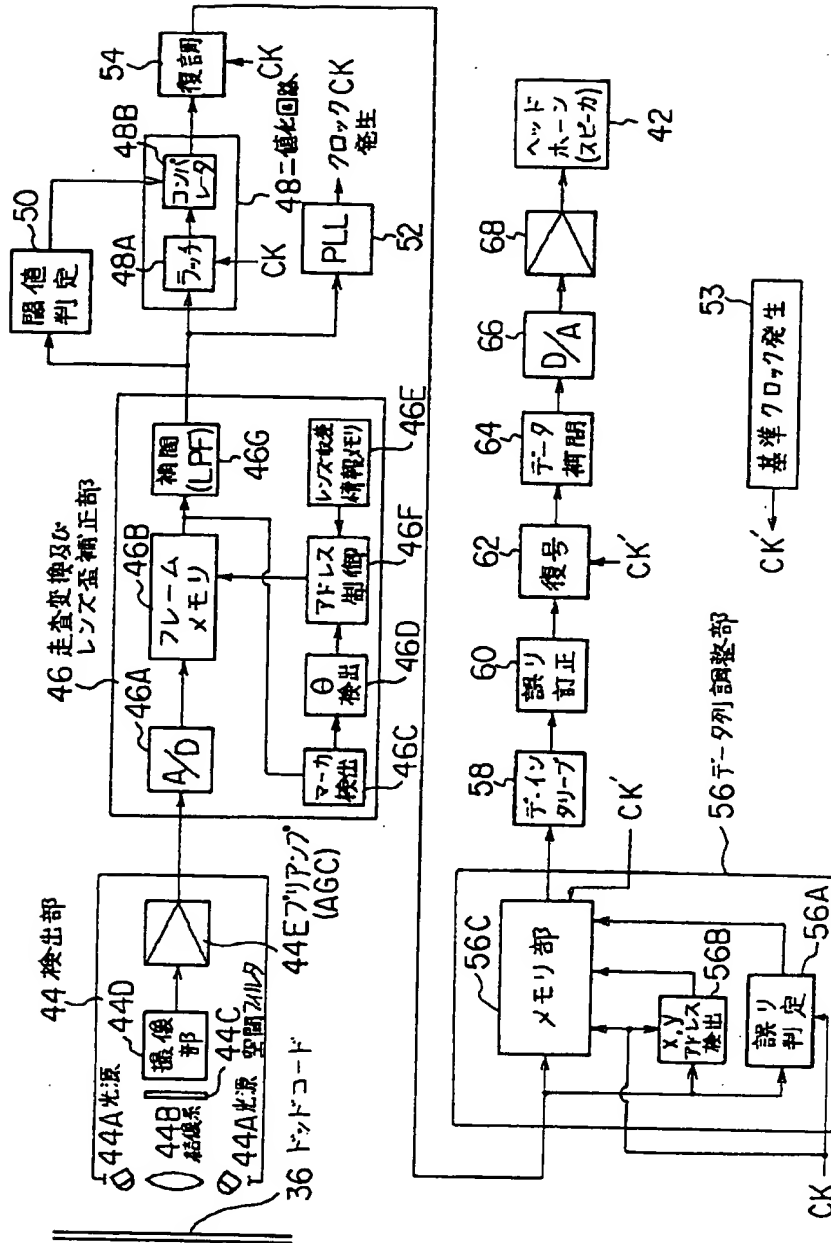 36 ドットコード
44 検出部
44A 光源
44B
結像系
44A 光源
44C
空間フィルタ
44D
撮像
部
44E プリアンプ
(AGC)
46 走査変換及び
レンズ歪補正部
46A
A/D
46B
フレーム
メモリ
46C
マーカ
検出
46D
θ
検出
46F
アドレス
制御
46E
レンズ収差
情報メモリ
46G
補間
(LPF)
50
閾値
判定
48A
ラッチ
CK
48B
コンパ
レータ
48 二値化回路
PLL
52
クロックCK
発生
54
復調
CK
56 データ列調整部
56C
メモリ部
56B
x,y
アドレス
検出
56A
誤り
判定
CK
CK'
58
デ・イン
タリーブ
60
誤り
訂正
62
復号
CK'
64
データ
補間
66
D/A
68
ヘッド
ホーン
(スピーカ)
42
53
基準クロック発生
CK'